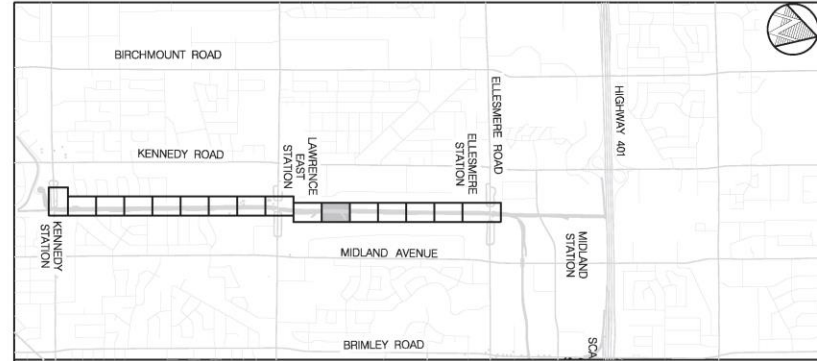 BIRCHMOUNT ROAD
KENNEDY ROAD
LAWRENCE
EAST
STATION
ELLESMERE
STATION
ELLESMERE ROAD
HIGHWAY 401
KENNEDY
STATION
MIDLAND AVENUE
MIDLAND
STATION
BRIMLEY ROAD
SCA